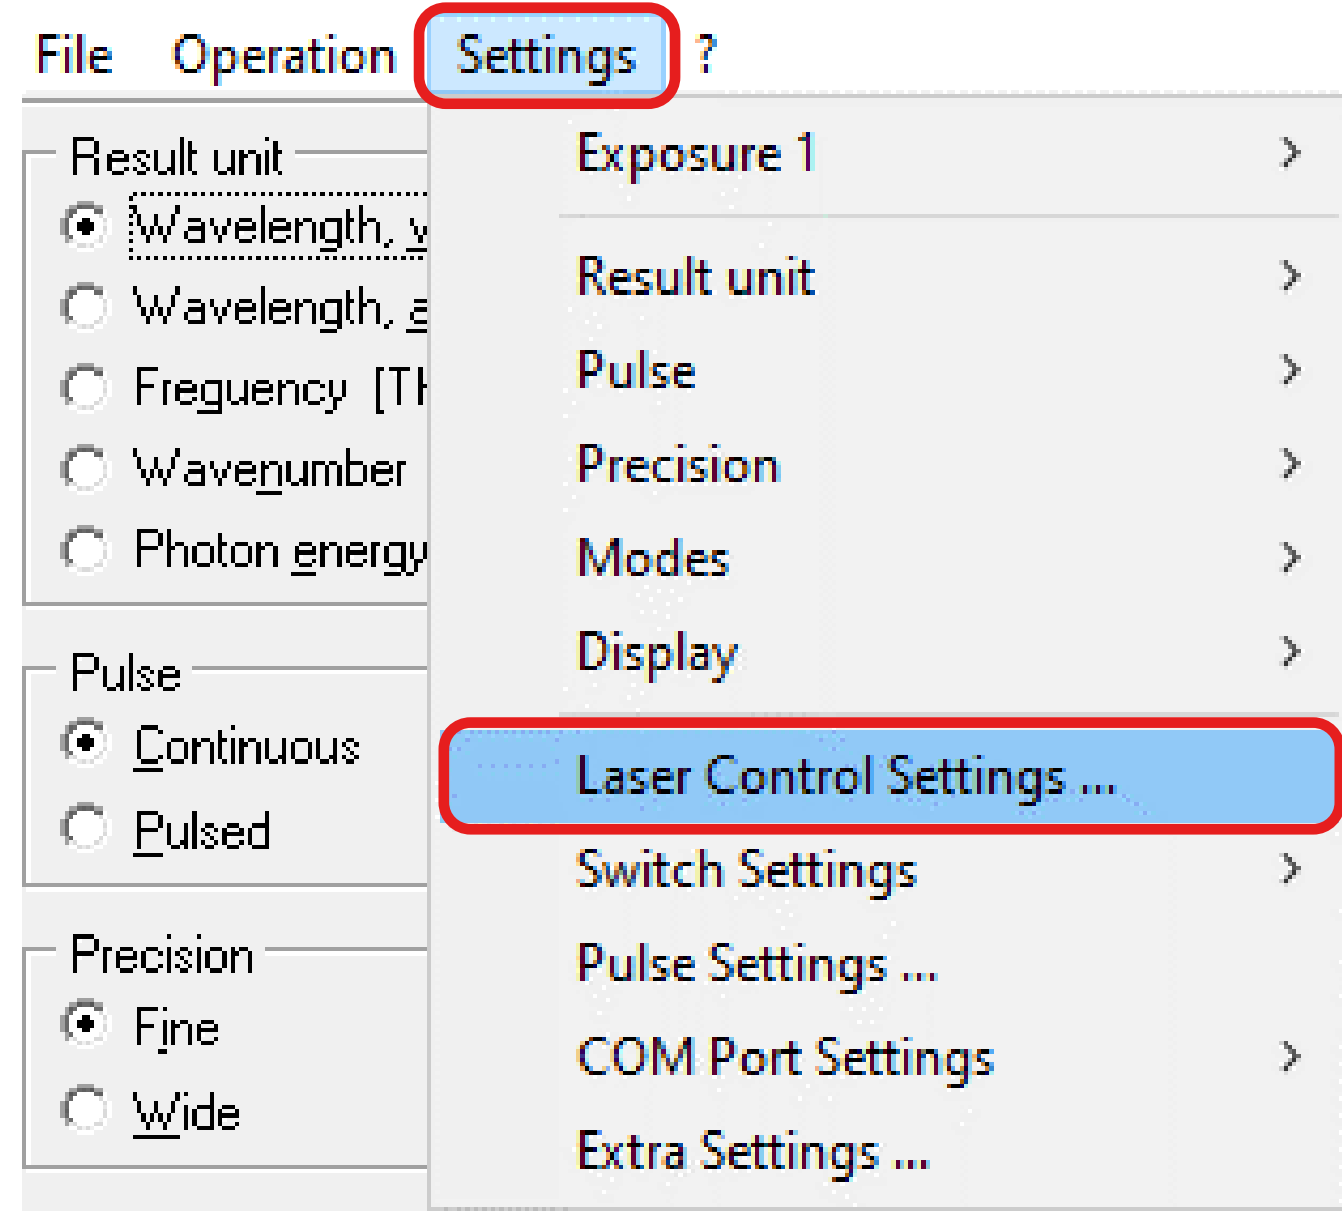 File Operation Settings ?
Result unit
Wavelength,
Wavelength,
Freguency
Wavenumber
Photon energy
Pulse
Continuous
Pulsed
Precision
Fine
Wide
Exposure 1
Result unit
Pulse
Precision
Modes
Display
Laser Control Settings ...
Switch Settings
Pulse Settings ...
COM Port Settings
Extra Settings ...